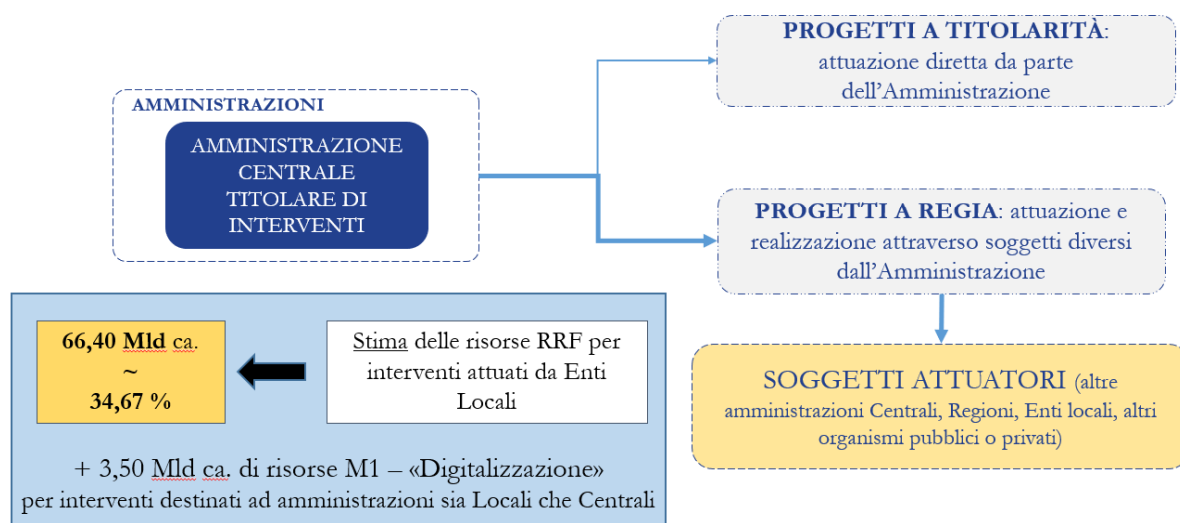 AMMINISTRAZIONI
AMMINISTRAZIONE
CENTRALE
TITOLARE DI
INTERVENTI
PROGETTI A TITOLARITÀ:
attuazione diretta da parte
dell’Amministrazione
PROGETTI A REGIA: attuazione e
realizzazione attraverso soggetti diversi
dall’Amministrazione
SOGGETTI ATTUATORI (altre
amministrazioni Centrali, Regioni, Enti locali, altri
organismi pubblici o privati)
66,40 Mld ca.
~
34,67 %
Stima delle risorse RRF per
interventi attuati da Enti
Locali
+ 3,50 Mld ca. di risorse M1 – «Digitalizzazione»
per interventi destinati ad amministrazioni sia Locali che Centrali